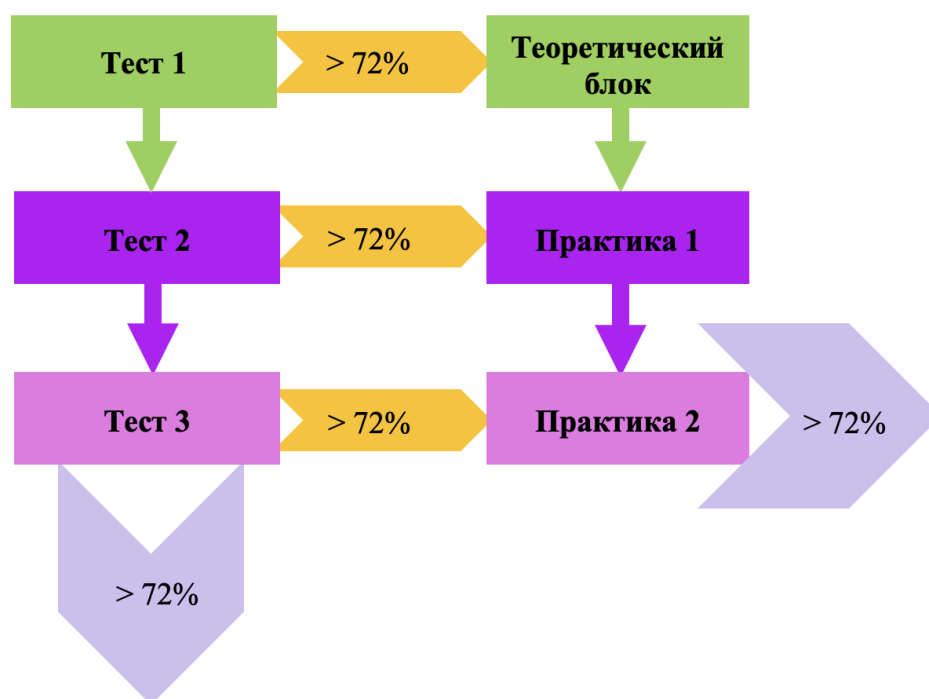 Тест 1
> 72%
Теоретический
блок
Тест 2
> 72%
Практика 1
Тест 3
> 72%
Практика 2
> 72%
> 72%